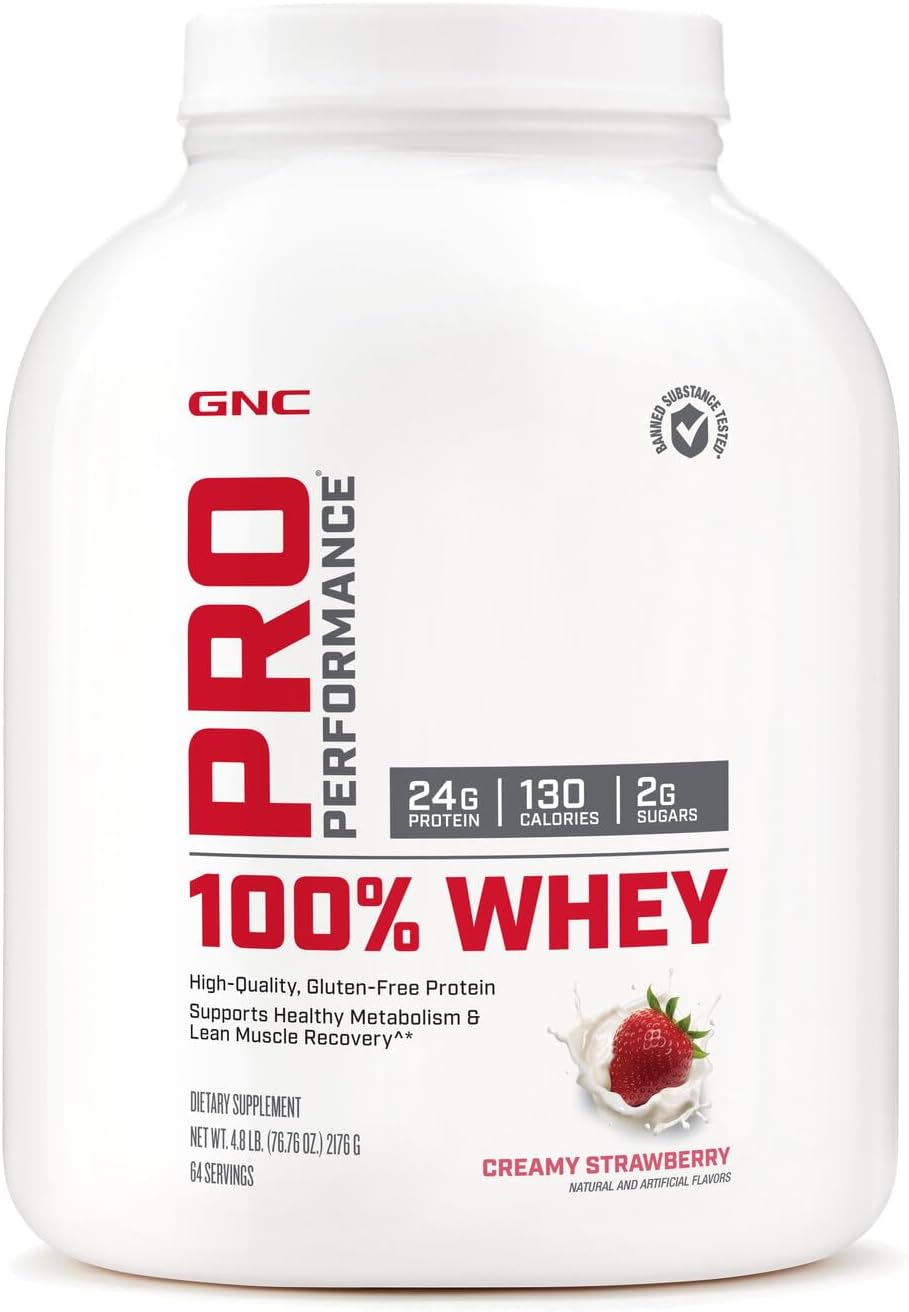 GNC
BANNED SUBSTANCE TESTED*
PRO
PERFORMANCE®
24G PROTEIN | 130 CALORIES | 2G SUGARS
100% WHEY
High-Quality, Gluten-Free Protein
Supports Healthy Metabolism &
Lean Muscle Recovery^*
DIETARY SUPPLEMENT
NET WT. 4.8 LB. (76.76 OZ.) 2176 G
64 SERVINGS
CREAMY STRAWBERRY
NATURAL AND ARTIFICIAL FLAVORS